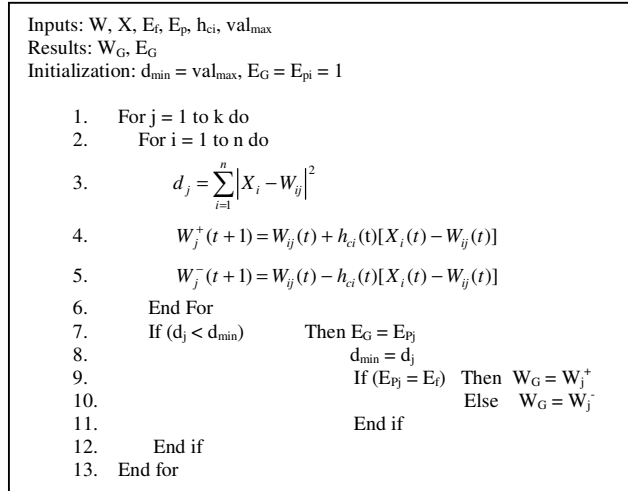 Inputs: W, X, E_f, E_p, h_ci, val_max
Results: W_G, E_G
Initialization: d_min = val_max, E_G = E_pi = 1
1. For j = 1 to k do
2. For i = 1 to n do
3. d_j = \sum_{i=1}^{n} |X_i − W_ij|^2
4. W_j^+(t+1) = W_ij(t) + h_ci(t)[X_i(t) − W_ij(t)]
5. W_j^-(t+1) = W_ij(t) − h_ci(t)[X_i(t) − W_ij(t)]
6. End For
7. If (d_j < d_min) Then E_G = E_Pj
8. d_min = d_j
9. If (E_Pj = E_f) Then W_G = W_j^+
10. Else W_G = W_j^-
11. End if
12. End if
13. End for